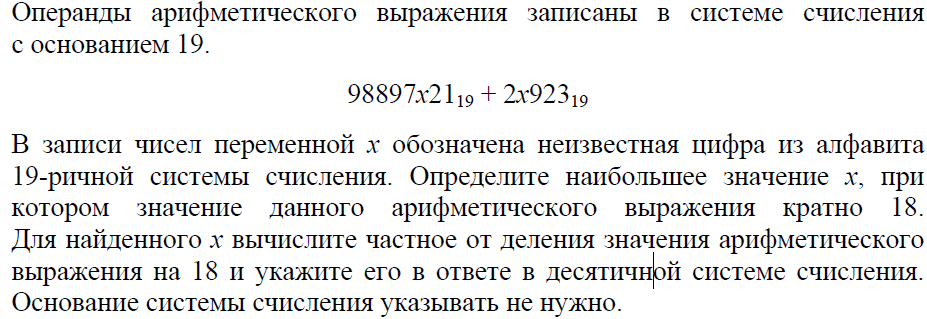 Операнды арифметического выражения записаны в системе счисления
с основанием 19.
98897x21₁₉ + 2x923₁₉
В записи чисел переменной x обозначена неизвестная цифра из алфавита
19-ричной системы счисления. Определите наибольшее значение x, при
котором значение данного арифметического выражения кратно 18.
Для найденного x вычислите частное от деления значения арифметического
выражения на 18 и укажите его в ответе в десятичной системе счисления.
Основание системы счисления указывать не нужно.